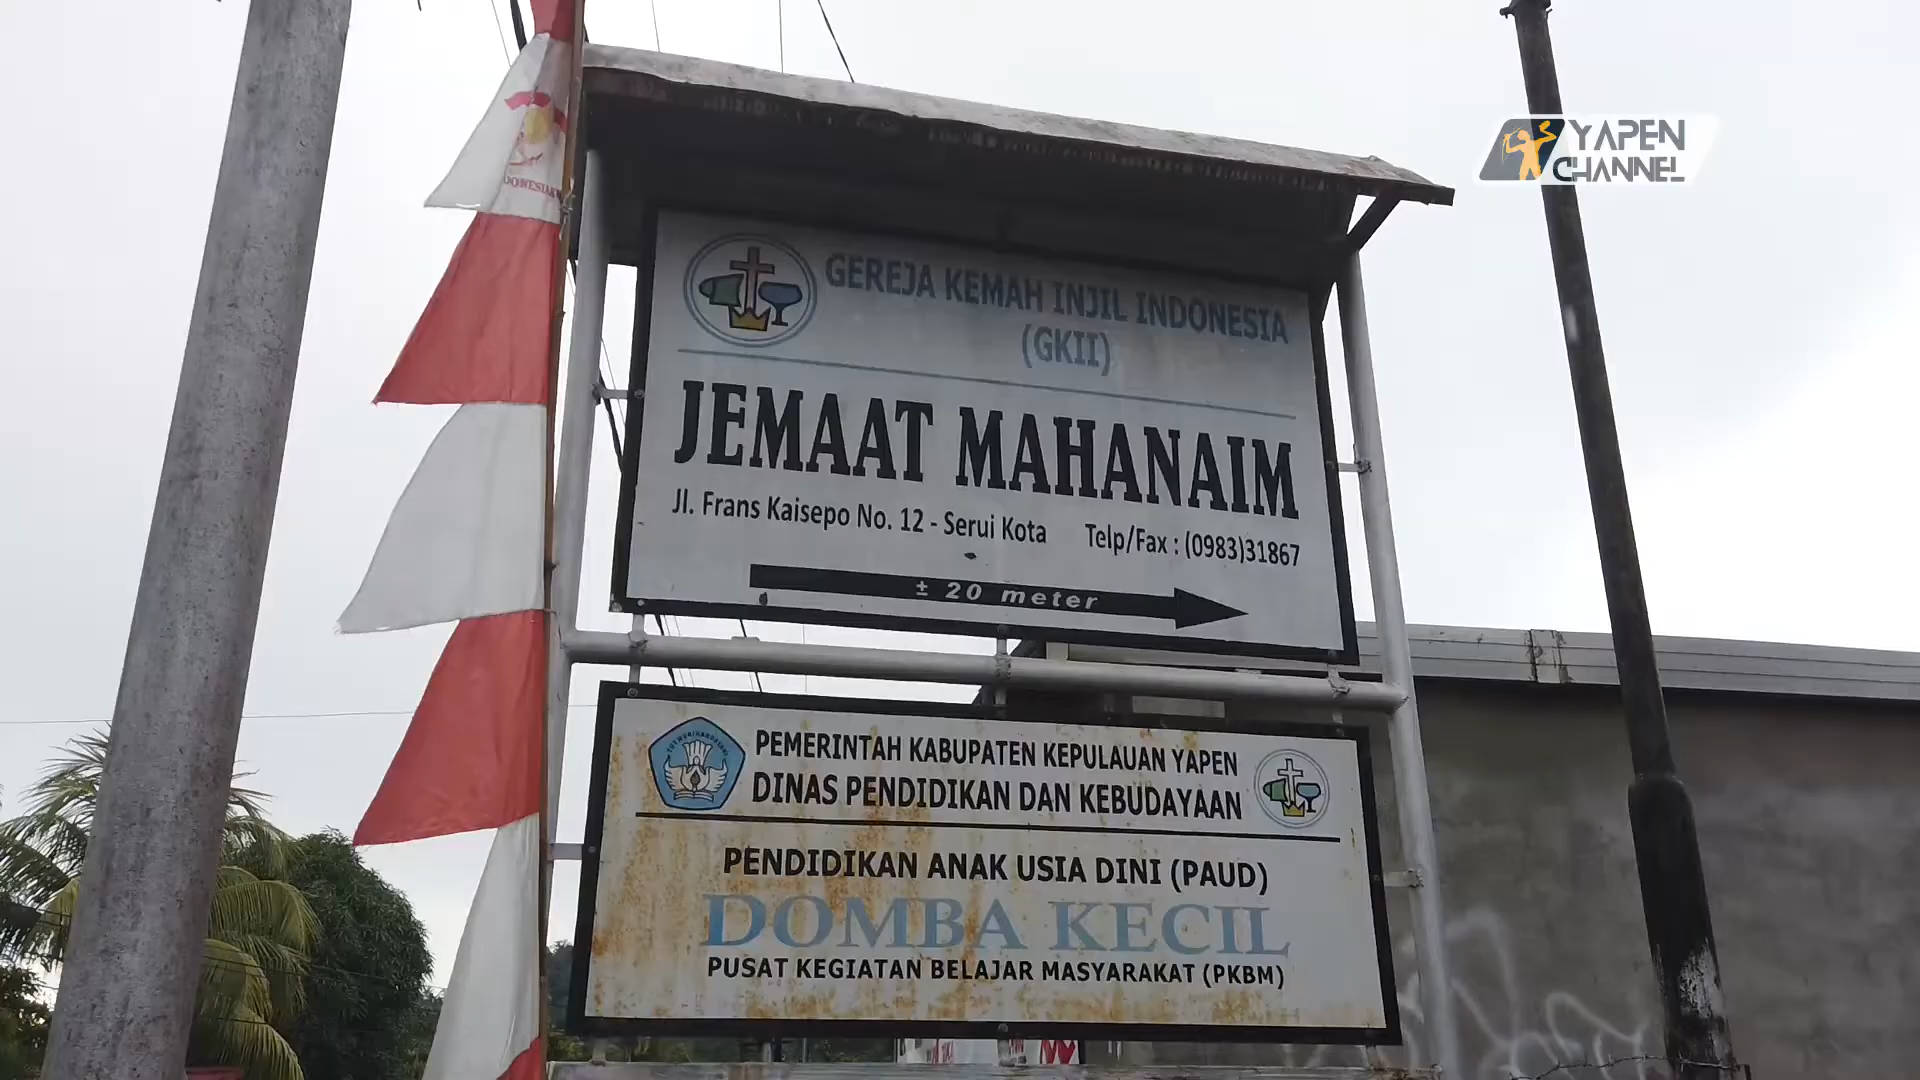 YAPEN
CHANNEL
GEREJA KEMAH INJIL INDONESIA
(GKII)
JEMAAT MAHANAIM
Jl. Frans Kaisepo No. 12 - Serui Kota Telp/Fax : (0983)31867
± 20 meter
PEMERINTAH KABUPATEN KEPULAUAN YAPEN
DINAS PENDIDIKAN DAN KEBUDAYAAN
PENDIDIKAN ANAK USIA DINI (PAUD)
DOMBA KECIL
PUSAT KEGIATAN BELAJAR MASYARAKAT (PKBM)